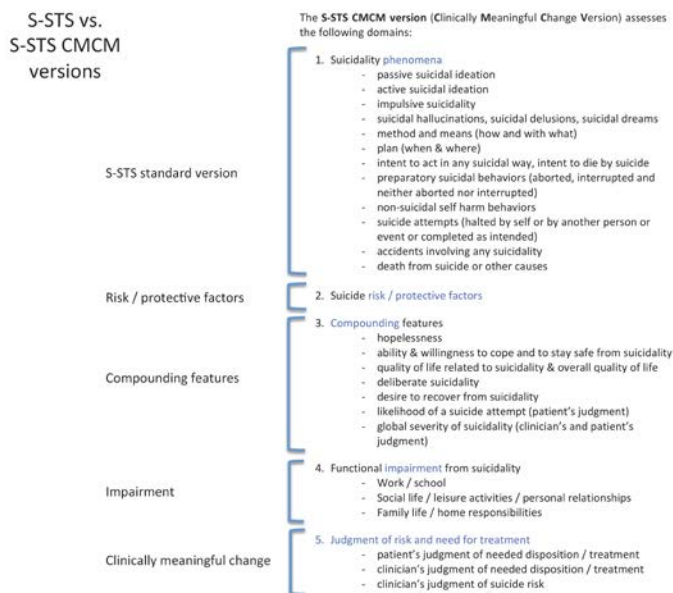 S-STS vs.
S-STS CMCM
versions
The S-STS CMCM version (Clinically Meaningful Change Version) assesses
the following domains:
S-STS standard version
1. Suicidality phenomena
- passive suicidal ideation
- active suicidal ideation
- impulsive suicidality
- suicidal hallucinations, suicidal delusions, suicidal dreams
- method and means (how and with what)
- plan (when & where)
- intent to act in any suicidal way, intent to die by suicide
- preparatory suicidal behaviors (aborted, interrupted and
neither aborted nor interrupted)
- non-suicidal self harm behaviors
- suicide attempts (halted by self or by another person or
event or completed as intended)
- accidents involving any suicidality
- death from suicide or other causes
Risk / protective factors
2. Suicide risk / protective factors
Compounding features
3. Compounding features
- hopelessness
- ability & willingness to cope and to stay safe from suicidality
- quality of life related to suicidality & overall quality of life
- deliberate suicidality
- desire to recover from suicidality
- likelihood of a suicide attempt (patient's judgment)
- global severity of suicidality (clinician's and patient's
judgment)
Impairment
4. Functional impairment from suicidality
- Work / school
- Social life / leisure activities / personal relationships
- Family life / home responsibilities
Clinically meaningful change
5. Judgment of risk and need for treatment
- patient's judgment of needed disposition / treatment
- clinician's judgment of needed disposition / treatment
- clinician's judgment of suicide risk